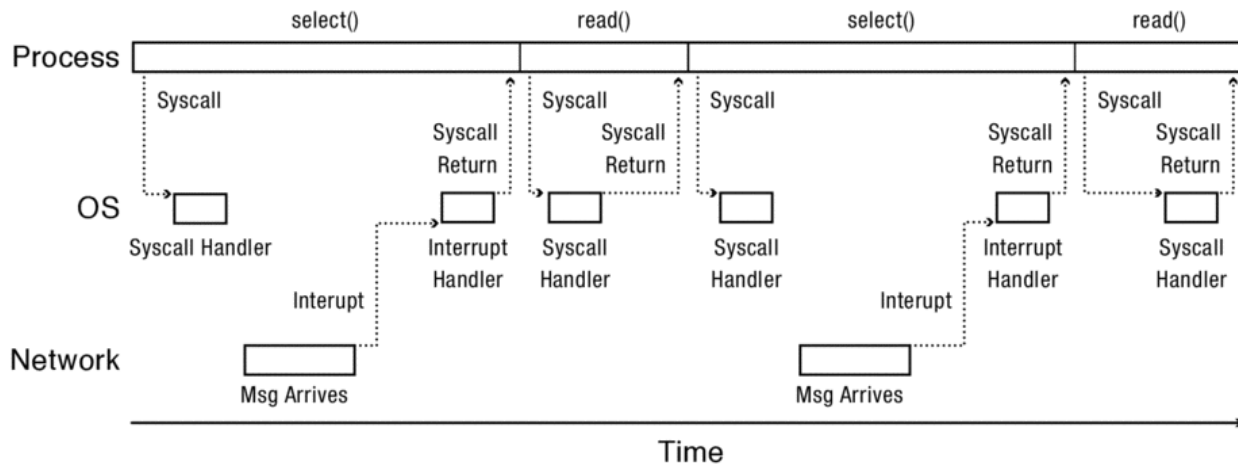 select()
read()
select()
read()
Process
Syscall
Syscall
Syscall
Syscall
Syscall
Return
Syscall
Return
Syscall
Return
Syscall
Return
OS
Syscall Handler
Interrupt
Handler
Syscall
Handler
Syscall
Handler
Interrupt
Handler
Syscall
Handler
Interupt
Interupt
Network
Msg Arrives
Msg Arrives
Time